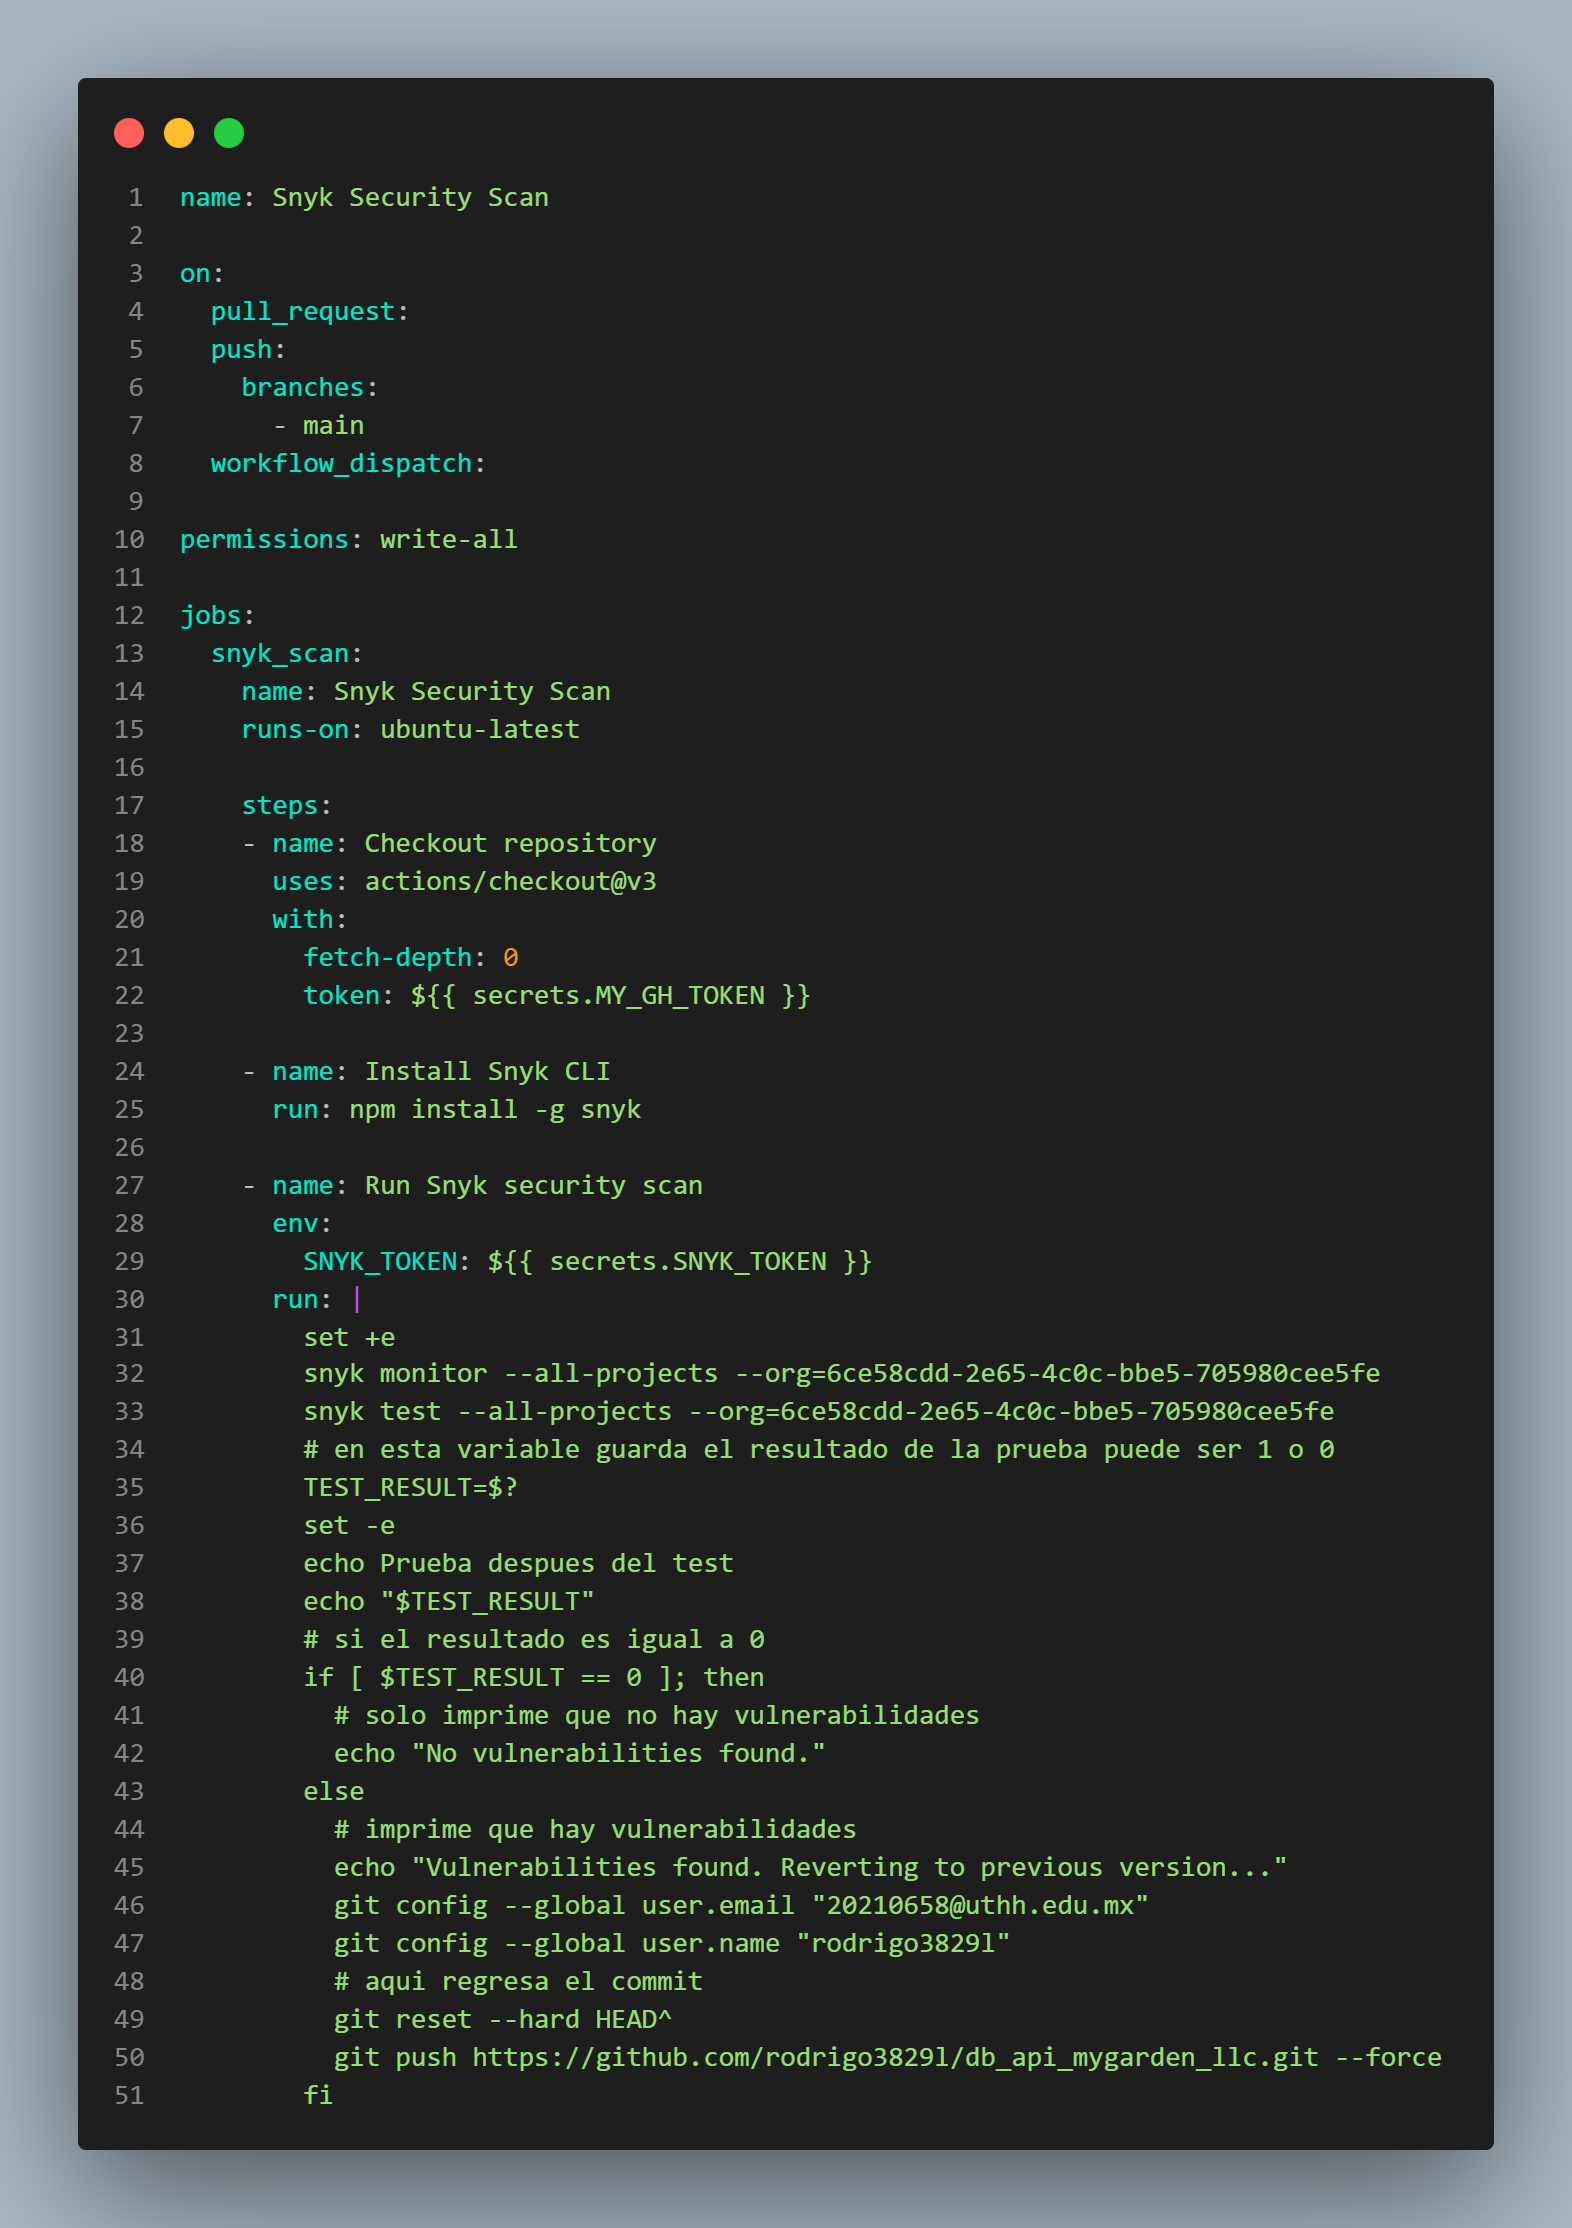 1 name: Snyk Security Scan
2
3 on:
4   pull_request:
5   push:
6     branches:
7       - main
8   workflow_dispatch:
9
10 permissions: write-all
11
12 jobs:
13   snyk_scan:
14     name: Snyk Security Scan
15     runs-on: ubuntu-latest
16
17     steps:
18     - name: Checkout repository
19       uses: actions/checkout@v3
20       with:
21         fetch-depth: 0
22         token: ${{ secrets.MY_GH_TOKEN }}
23
24     - name: Install Snyk CLI
25       run: npm install -g snyk
26
27     - name: Run Snyk security scan
28       env:
29         SNYK_TOKEN: ${{ secrets.SNYK_TOKEN }}
30       run: |
31         set +e
32         snyk monitor --all-projects --org=6ce58cdd-2e65-4c0c-bbe5-705980cee5fe
33         snyk test --all-projects --org=6ce58cdd-2e65-4c0c-bbe5-705980cee5fe
34         # en esta variable guarda el resultado de la prueba puede ser 1 o 0
35         TEST_RESULT=$?
36         set -e
37         echo Prueba despues del test
38         echo "$TEST_RESULT"
39         # si el resultado es igual a 0
40         if [ $TEST_RESULT == 0 ]; then
41           # solo imprime que no hay vulnerabilidades
42           echo "No vulnerabilities found."
43         else
44           # imprime que hay vulnerabilidades
45           echo "Vulnerabilities found. Reverting to previous version..."
46           git config --global user.email "20210658@uthh.edu.mx"
47           git config --global user.name "rodrigo3829l"
48           # aqui regresa el commit
49           git reset --hard HEAD^
50           git push https://github.com/rodrigo3829l/db_api_mygarden_llc.git --force
51         fi